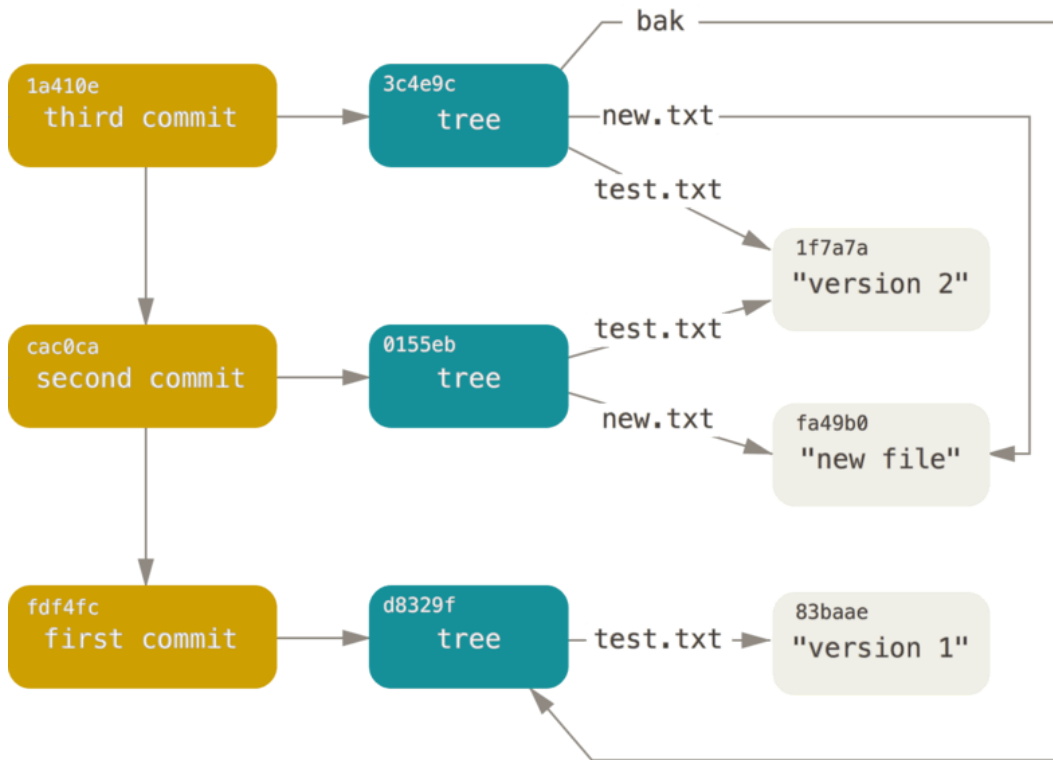 bak
1a410e
third commit
3c4e9c
tree
new.txt
test.txt
1f7a7a
"version 2"
cac0ca
second commit
0155eb
tree
test.txt
new.txt
fa49b0
"new file"
fdf4fc
first commit
d8329f
tree
test.txt
83baae
"version 1"